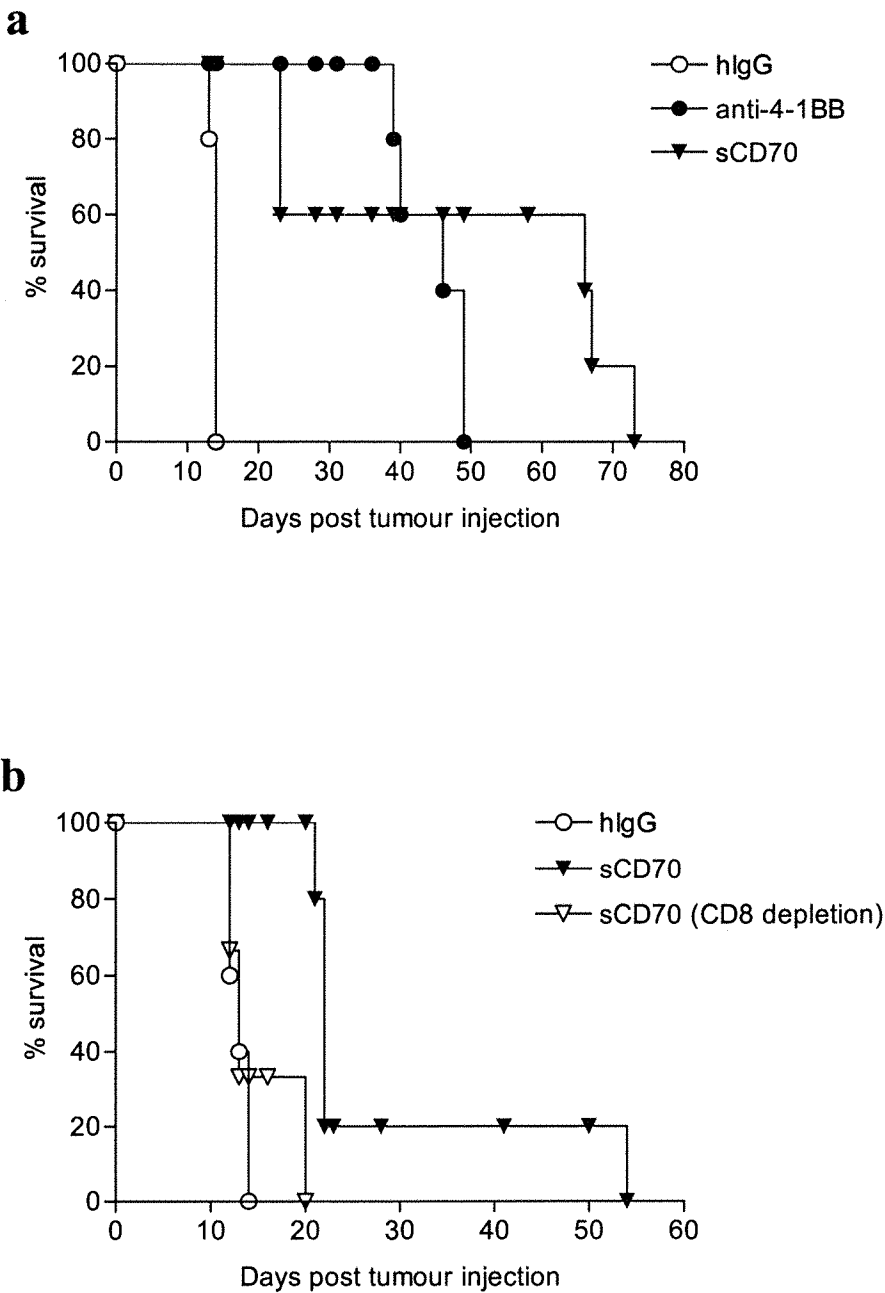 a
100
80
60
40
20
0
% survival
0 10 20 30 40 50 60 70 80
Days post tumour injection
hIgG
anti-4-1BB
sCD70
b
100
80
60
40
20
0
% survival
0 10 20 30 40 50 60
Days post tumour injection
hIgG
sCD70
sCD70 (CD8 depletion)